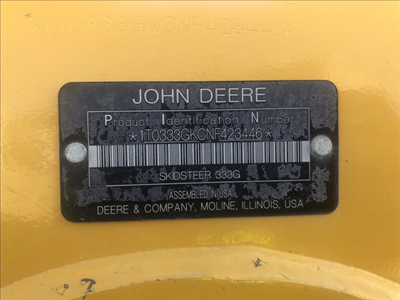 JOHN DEERE
Product Identification Number
*1T0333GKCNF423446*
SKIDSTEER 333G
ASSEMBLED IN USA
DEERE & COMPANY, MOLINE, ILLINOIS, USA